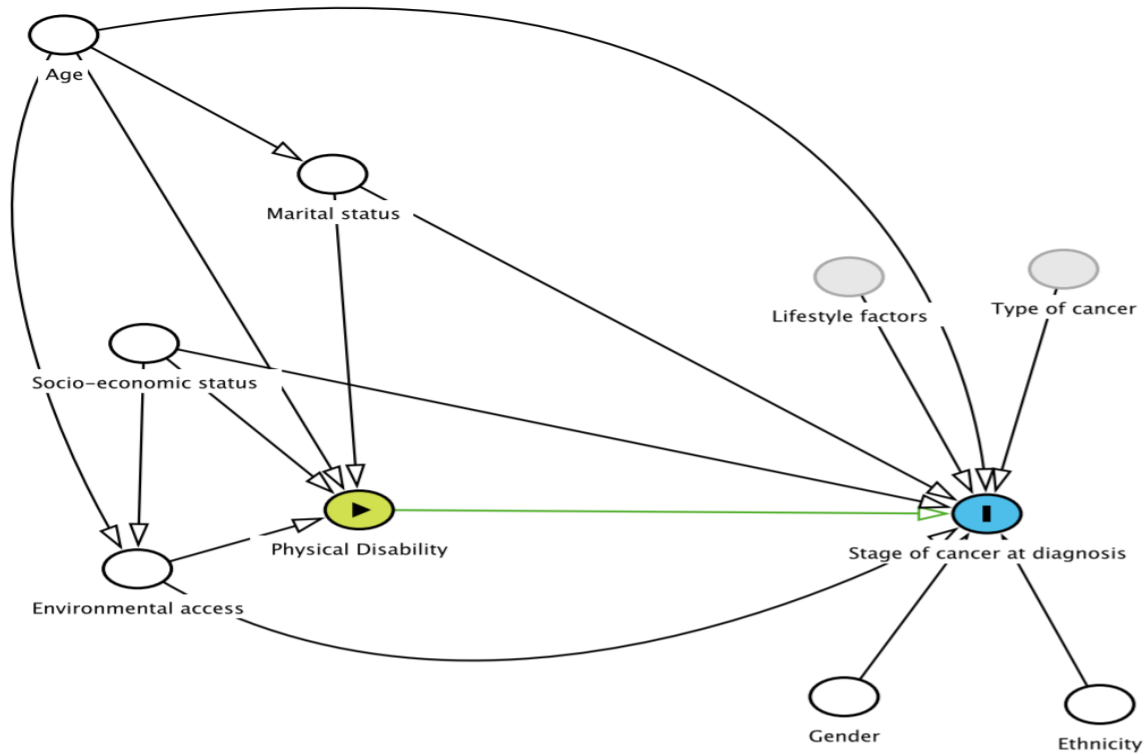 Age
Marital status
Lifestyle factors
Type of cancer
Socio-economic status
Physical Disability
Stage of cancer at diagnosis
Environmental access
Gender
Ethnicity